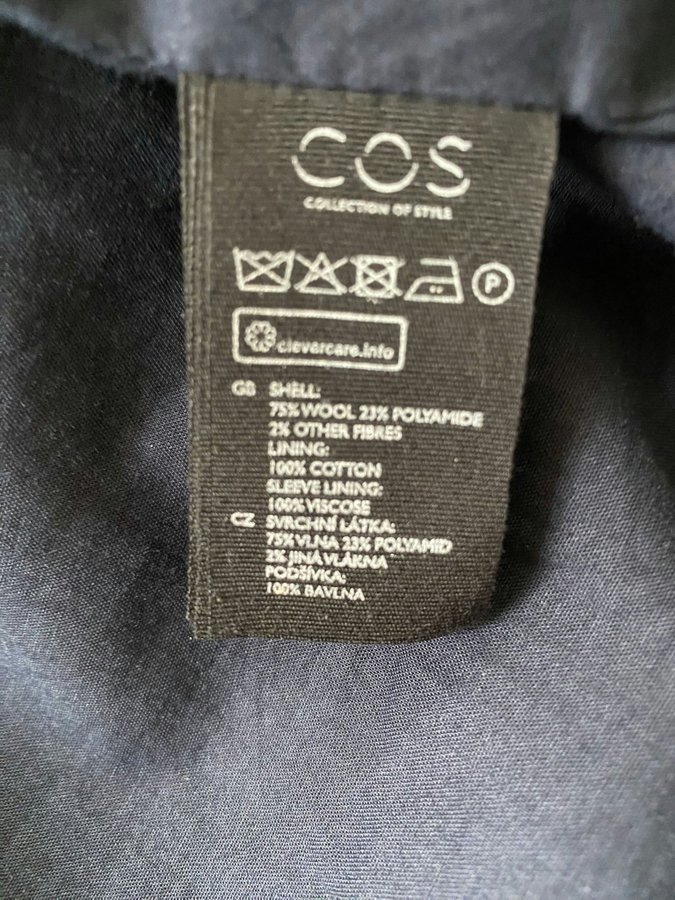 COS
COLLECTION OF STYLE
P
clevercare.info
GB SHELL:
75% WOOL 23% POLYAMIDE
2% OTHER FIBRES
LINING:
100% COTTON
SLEEVE LINING:
100% VISCOSE
CZ SVRCHNÍ LÁTKA:
75% VLNA 23% POLYAMID
2% JINÁ VLÁKNA
PODŠÍVKA:
100% BAVLNA